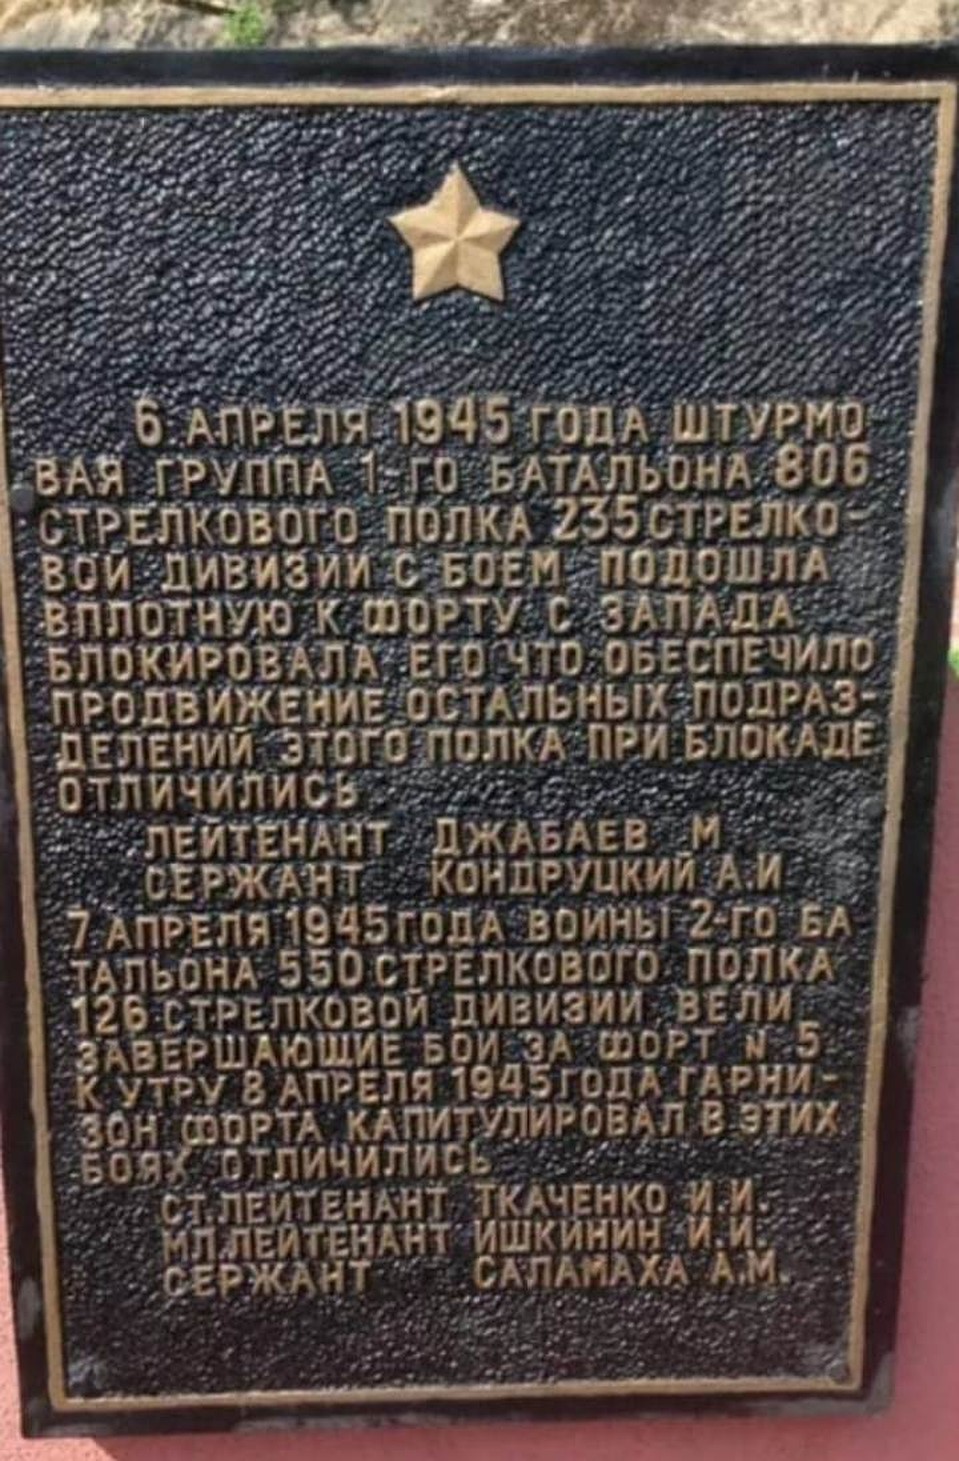 6 АПРЕЛЯ 1945 ГОДА ШТУРМО
ВАЯ ГРУППА 1-ГО БАТАЛЬОНА 806
СТРЕЛКОВОГО ПОЛКА 235 СТРЕЛКО-
ВОЙ ДИВИЗИИ С БОЕМ ПОДОШЛА
ВПЛОТНУЮ К ФОРТУ С ЗАПАДА
БЛОКИРОВАЛА ЕГО ЧТО ОБЕСПЕЧИЛО
ПРОДВИЖЕНИЕ ОСТАЛЬНЫХ ПОДРАЗ-
ДЕЛЕНИЙ ЭТОГО ПОЛКА ПРИ БЛОКАДЕ
ОТЛИЧИЛИСЬ
ЛЕЙТЕНАНТ ДЖАБАЕВ М
СЕРЖАНТ КОНДРУЦКИЙ А.И
7 АПРЕЛЯ 1945 ГОДА ВОИНЫ 2-ГО БА
ТАЛЬОНА 550 СТРЕЛКОВОГО ПОЛКА
126 СТРЕЛКОВОЙ ДИВИЗИИ ВЕЛИ
ЗАВЕРШАЮЩИЕ БОИ ЗА ФОРТ N 5
К УТРУ 8 АПРЕЛЯ 1945 ГОДА ГАРНИ-
ЗОН ФОРТА КАПИТУЛИРОВАЛ В ЭТИХ
БОЯХ ОТЛИЧИЛИСЬ
СТ.ЛЕЙТЕНАНТ ТКАЧЕНКО И.И.
МЛ.ЛЕЙТЕНАНТ ИШКИНИН И.И.
СЕРЖАНТ САЛАМАХА А.М.